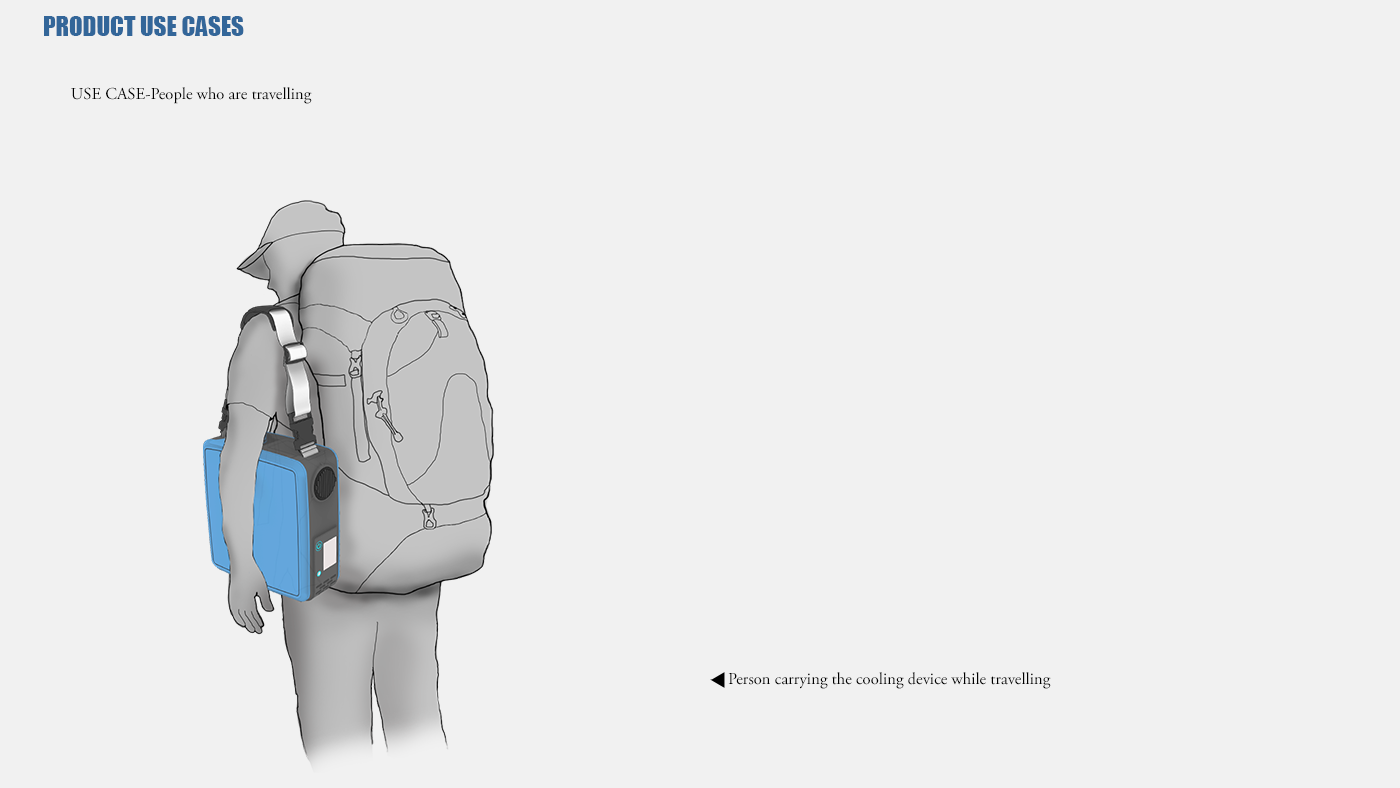 PRODUCT USE CASES
USE CASE-People who are travelling
Person carrying the cooling device while travelling